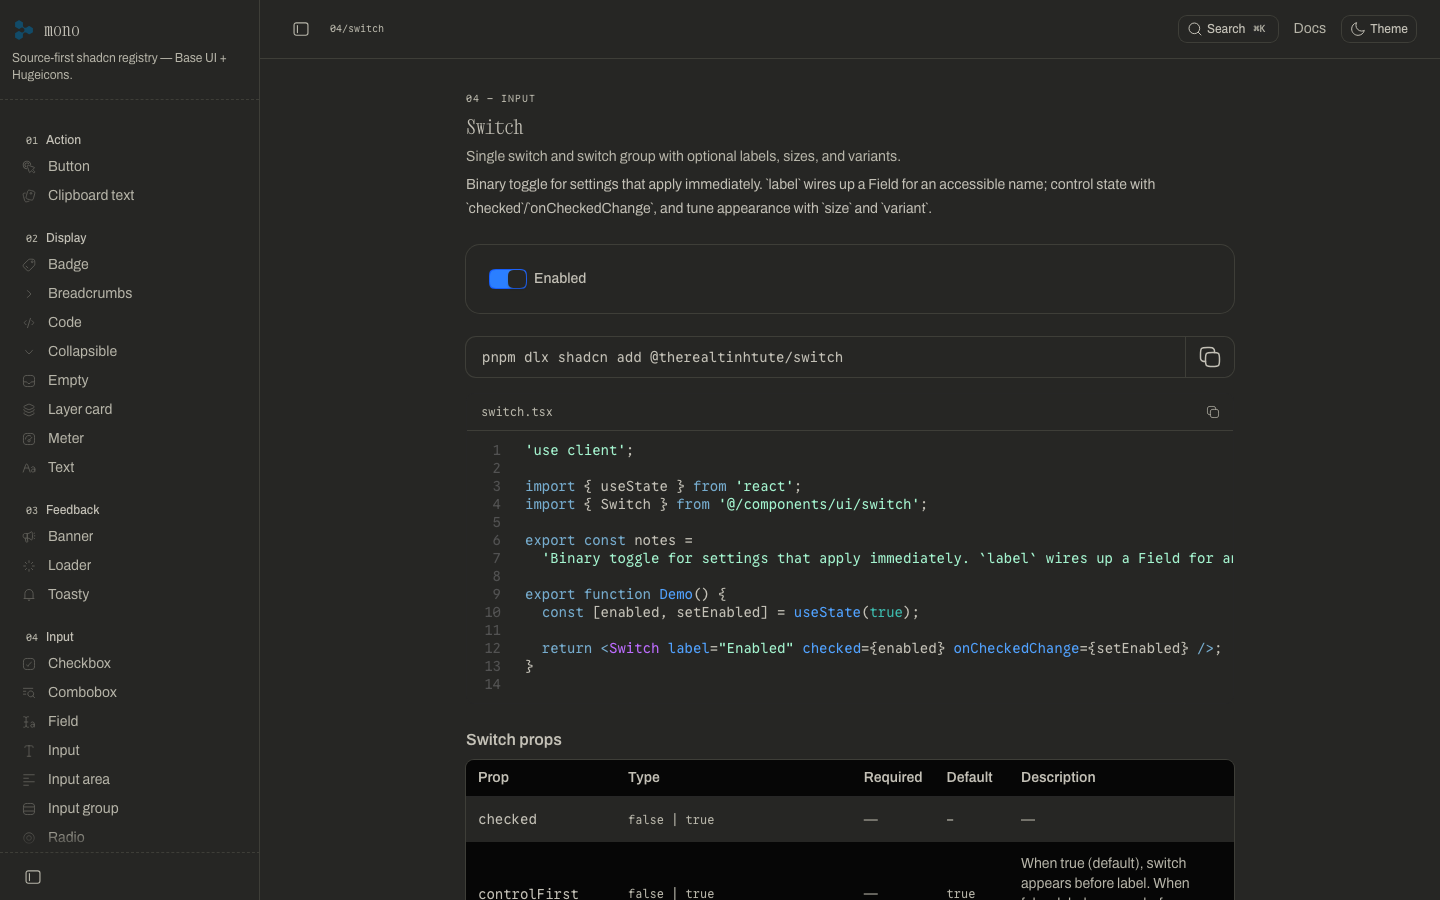 mono
Source-first shadcn registry — Base UI +
Hugeicons.
01 Action
Button
Clipboard text
02 Display
Badge
Breadcrumbs
Code
Collapsible
Empty
Layer card
Meter
Text
03 Feedback
Banner
Loader
Toasty
04 Input
Checkbox
Combobox
Field
Input
Input area
Input group
Radio
04/switch
Search ⌘K
Docs
Theme
04 — INPUT
Switch
Single switch and switch group with optional labels, sizes, and variants.
Binary toggle for settings that apply immediately. `label` wires up a Field for an accessible name; control state with
`checked`/`onCheckedChange`, and tune appearance with `size` and `variant`.
Enabled
pnpm dlx shadcn add @therealtinhtute/switch
switch.tsx
1 'use client';
2
3 import { useState } from 'react';
4 import { Switch } from '@/components/ui/switch';
5
6 export const notes =
7 'Binary toggle for settings that apply immediately. `label` wires up a Field for
8
9 export function Demo() {
10 const [enabled, setEnabled] = useState(true);
11
12 return <Switch label="Enabled" checked={enabled} onCheckedChange={setEnabled} />;
13 }
14
Switch props
Prop Type Required Default Description
checked false | true — – —
When true (default), switch
appears before label. When
controlFirst false | true — true